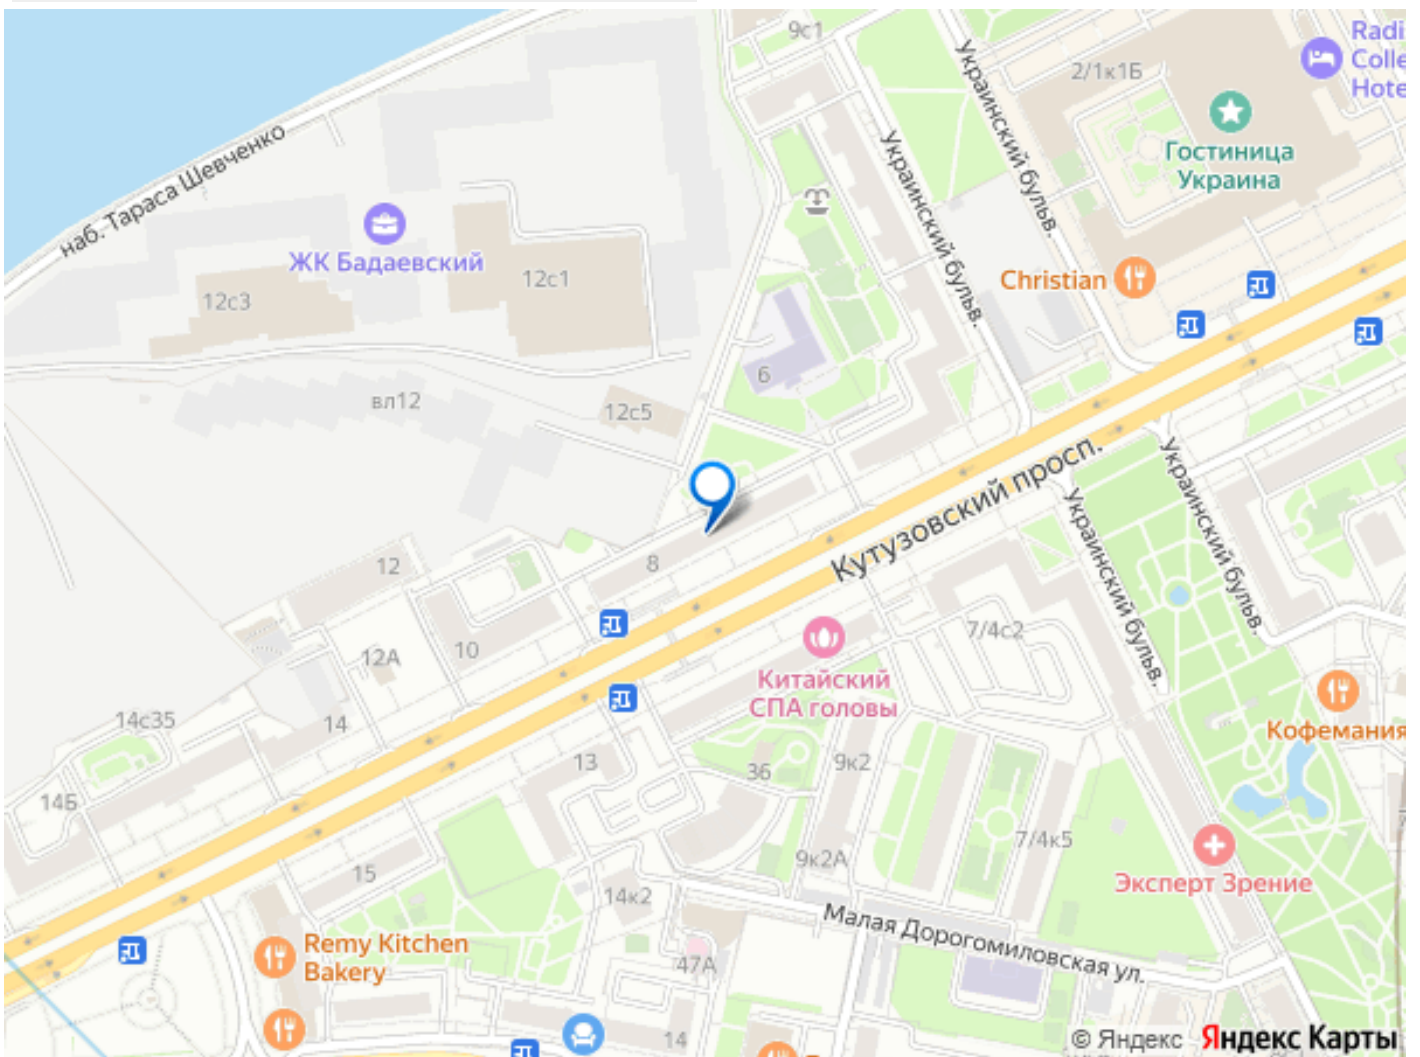 9с1
Radi
Colle
Hote
2/1к1Б
Украинский бульв.
Украинский бульв.
Гостиница
Украина
наб. Тараса Шевченко
ЖК Бадаевский
12с1
12с3
Christian
6
вл12
12с5
Кутузовский просп.
Украинский бульв.
Украинский бульв.
8
12
10
12А
7/4с2
Китайский
СПА головы
14с35
14
Кофемания
13
36
9к2
14Б
7/4к5
9к2А
15
Эксперт Зрение
14к2
Малая Дорогомиловская ул.
Remy Kitchen
Bakery
47А
14
© Яндекс Яндекс Карты